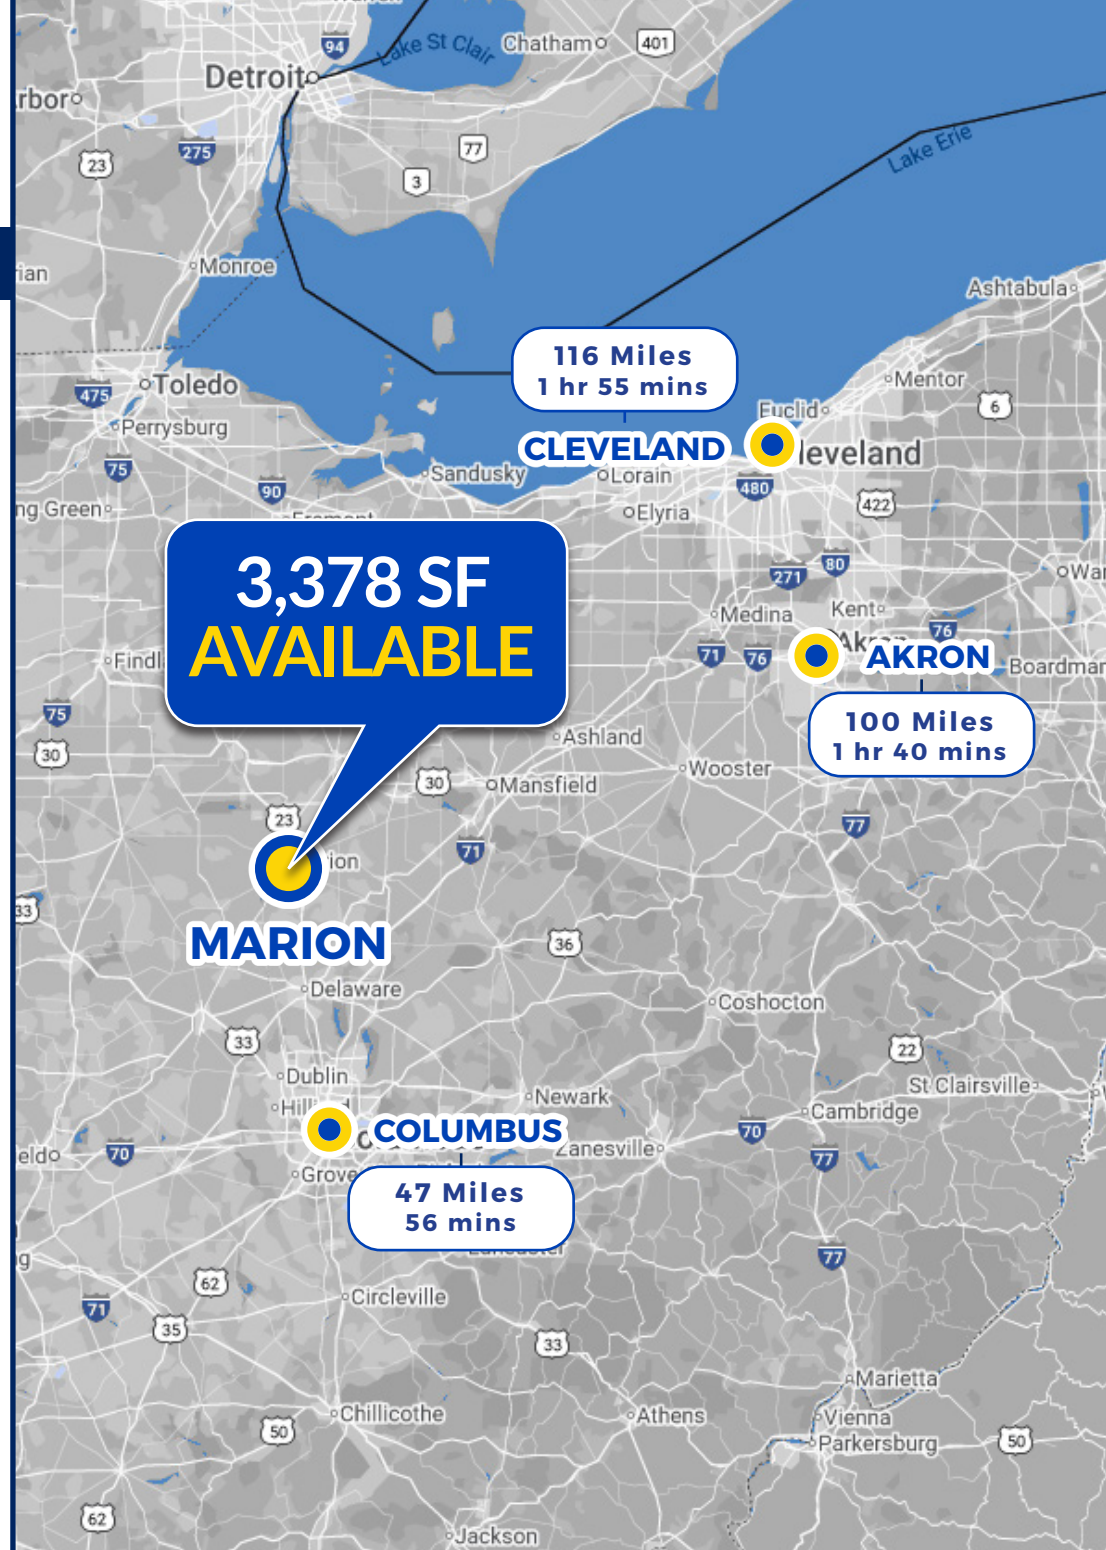 94
Lake St Clair
Chatham
401
Detroit
rbor
275
77
23
3
Lake Erie
ian
Monroe
Ashtabula
116 Miles
1 hr 55 mins
475
Toledo
Mentor
6
Euclid
Perrysburg
CLEVELAND
leveland
75
Sandusky
Lorain
90
480
422
ng Green
Elyria
3,378 SF
AVAILABLE
271
80
War
Medina
Kent
76
71
76
AKRON
Findl
Boardmar
75
100 Miles
1 hr 40 mins
30
Ashland
Wooster
30
Mansfield
23
77
71
ion
33
MARION
36
Delaware
Coshocton
33
22
Dublin
St Clairsville
Newark
Cambridge
COLUMBUS
70
70
eld
Zanesville
77
Grove
47 Miles
56 mins
g
77
62
71
Circleville
35
33
Marietta
Chillicothe
Athens
Vienna
50
Parkersburg
50
62
Jackson